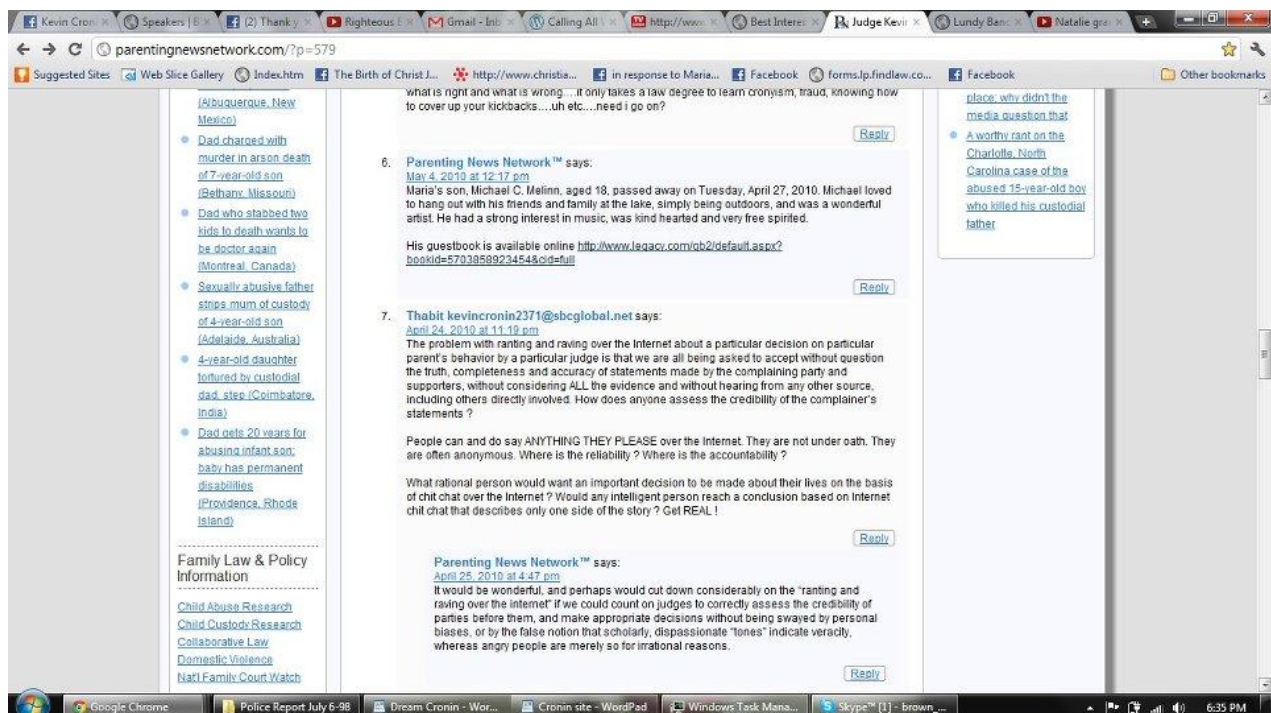 Kevin Cron
Speakers | B
(2) Thank y
Righteous B
Gmail - Inb
Calling All V
http://www.
Best Interes
Judge Kevin
Lundy Banc
Natalie gra
parentingnewsnetwork.com/?p=579
Suggested Sites
Web Slice Gallery
Index.htm
The Birth of Christ J...
http://www.christia...
in response to Maria...
Facebook
forms.lp.findlaw.co...
Facebook
Other bookmarks
(Albuquerque, New
Mexico)
Dad charged with
murder in arson death
of 7-year-old son
(Bethany, Missouri)
Dad who stabbed two
kids to death wants to
be doctor again
(Montreal, Canada)
Sexually abusive father
strips mum of custody
of 4-year-old son
(Adelaide, Australia)
4-year-old daughter
tortured by custodial
dad, step (Coimbatore,
India)
Dad gets 20 years for
abusing infant son;
baby has permanent
disabilities
(Providence, Rhode
Island)
Family Law & Policy
Information
Child Abuse Research
Child Custody Research
Collaborative Law
Domestic Violence
Nat'l Family Court Watch
what is right and what is wrong....it only takes a law degree to learn cronyism, fraud, knowing how
to cover up your kickbacks....uh etc....need i go on?
Reply
6. Parenting News Network™ says:
May 4, 2010 at 12:17 pm
Maria's son, Michael C. Melinn, aged 18, passed away on Tuesday, April 27, 2010. Michael loved
to hang out with his friends and family at the lake, simply being outdoors, and was a wonderful
artist. He had a strong interest in music, was kind hearted and very free spirited.
His guestbook is available online http://www.legacy.com/gb2/default.aspx?
bookid=5703858923454&cid=full
Reply
7. Thabit kevincronin2371@sbcglobal.net says:
April 24, 2010 at 11:19 pm
The problem with ranting and raving over the Internet about a particular decision on particular
parent's behavior by a particular judge is that we are all being asked to accept without question
the truth, completeness and accuracy of statements made by the complaining party and
supporters, without considering ALL the evidence and without hearing from any other source,
including others directly involved. How does anyone assess the credibility of the complainer's
statements ?
People can and do say ANYTHING THEY PLEASE over the Internet. They are not under oath. They
are often anonymous. Where is the reliability ? Where is the accountability ?
What rational person would want an important decision to be made about their lives on the basis
of chit chat over the Internet ? Would any intelligent person reach a conclusion based on Internet
chit chat that describes only one side of the story ? Get REAL !
Reply
Parenting News Network™ says:
April 25, 2010 at 4:47 pm
It would be wonderful, and perhaps would cut down considerably on the "ranting and
raving over the internet" if we could count on judges to correctly assess the credibility of
parties before them, and make appropriate decisions without being swayed by personal
biases, or by the false notion that scholarly, dispassionate "tones" indicate veracity,
whereas angry people are merely so for irrational reasons.
Reply
place; why didn't the
media question that
A worthy rant on the
Charlotte, North
Carolina case of the
abused 15-year-old boy
who killed his custodial
father
Google Chrome
Police Report July 6-98
Dream Cronin - Wor...
Cronin site - WordPad
Windows Task Mana...
Skype™ [1] - brown_...
6:35 PM